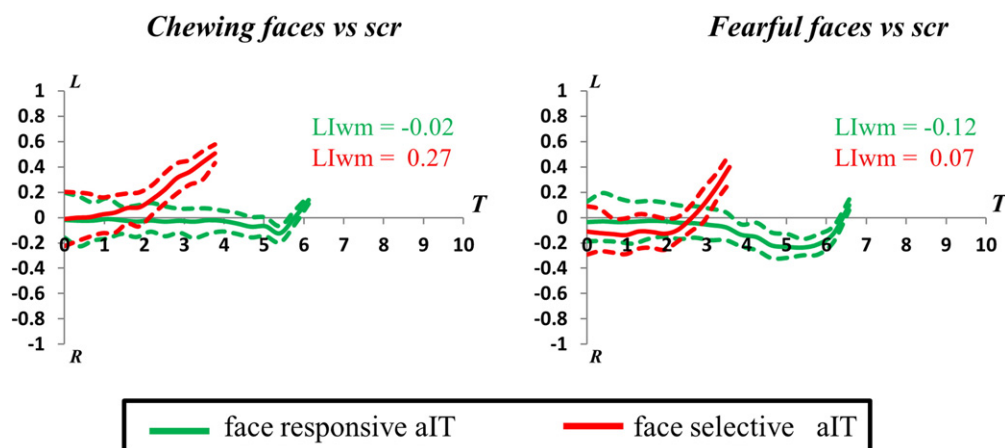 Chewing faces vs scr
Fearful faces vs scr
L
1
0.8
0.6
0.4
0.2
0
-0.2
-0.4
-0.6
-0.8
-1
R
0 1 2 3 4 5 6 7 8 9 10
T
LIwm = -0.02
LIwm = 0.27
L
1
0.8
0.6
0.4
0.2
0
-0.2
-0.4
-0.6
-0.8
-1
R
0 1 2 3 4 5 6 7 8 9 10
T
LIwm = -0.12
LIwm = 0.07
face responsive aIT
face selective aIT